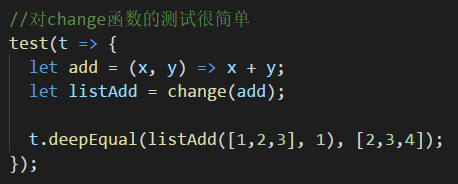 //对change函数的测试很简单
test(t => {
  let add = (x, y) => x + y;
  let listAdd = change(add);

  t.deepEqual(listAdd([1,2,3], 1), [2,3,4]);
});